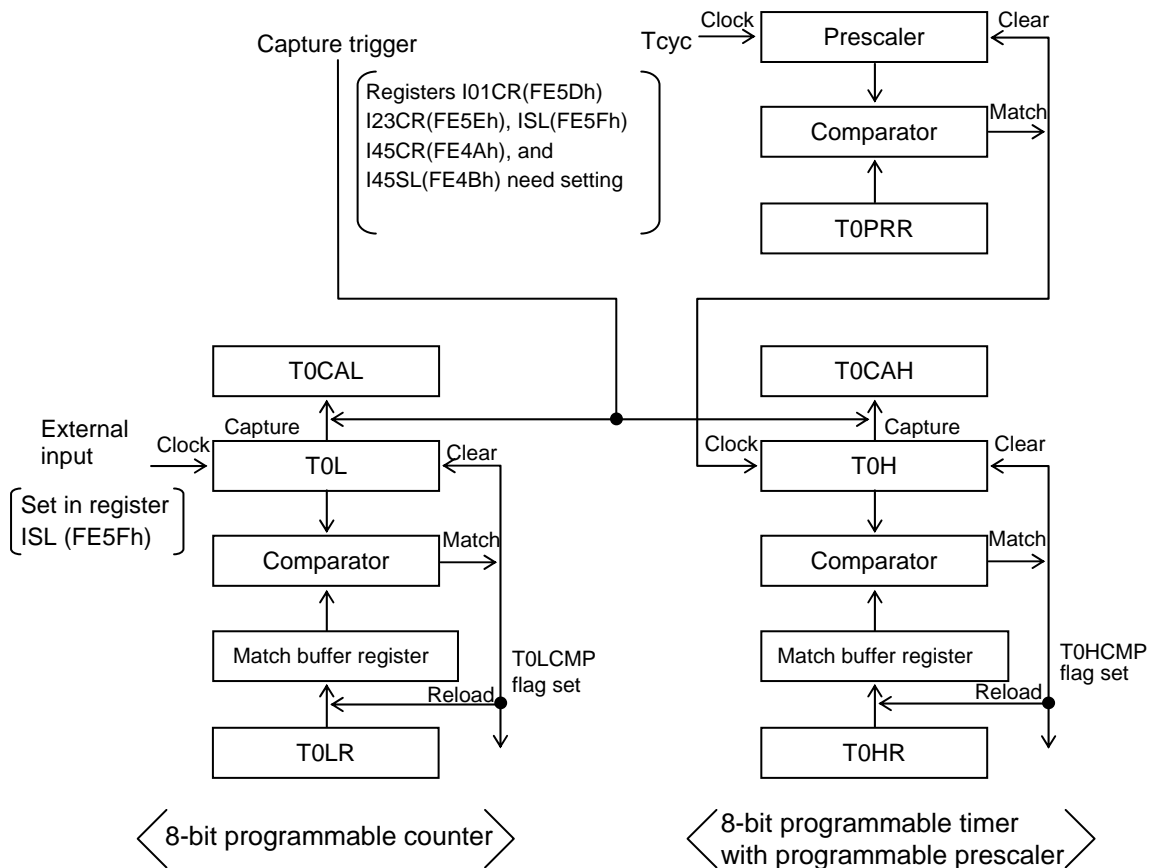 Capture trigger
Registers I01CR(FE5Dh)
I23CR(FE5Eh), ISL(FE5Fh)
I45CR(FE4Ah), and
I45SL(FE4Bh) need setting
Tcyc
Clock
Prescaler
Clear
Comparator
Match
T0PRR
T0CAL
T0CAH
External
input
Clock
Capture
T0L
Clear
Set in register
ISL (FE5Fh)
Comparator
Match
Match buffer register
T0LCMP
flag set
Reload
T0LR
8-bit programmable counter
Clock
Capture
T0H
Clear
Comparator
Match
Match buffer register
T0HCMP
flag set
Reload
T0HR
8-bit programmable timer
with programmable prescaler